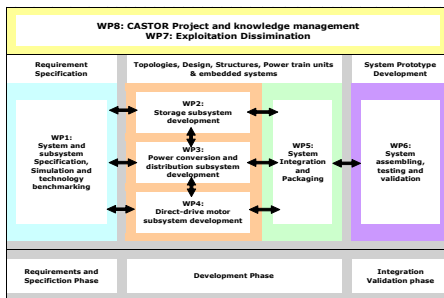 WP8: CASTOR Project and knowledge management
WP7: Exploitation Dissimination
Requirement
Specification
Topologies, Design, Structures, Power train units
& embedded systems
System Prototype
Development
WP1:
System and
subsystem
Specification,
Simulation and
technology
benchmarking
WP2:
Storage subsystem
development
WP3:
Power conversion and
distribution subsystem
development
WP4:
Direct-drive motor
subsystem development
WP5:
System
Integration
and
Packaging
WP6:
System
assembling,
testing and
validation
Requirements and
Specifiction Phase
Development Phase
Integration
Validation phase